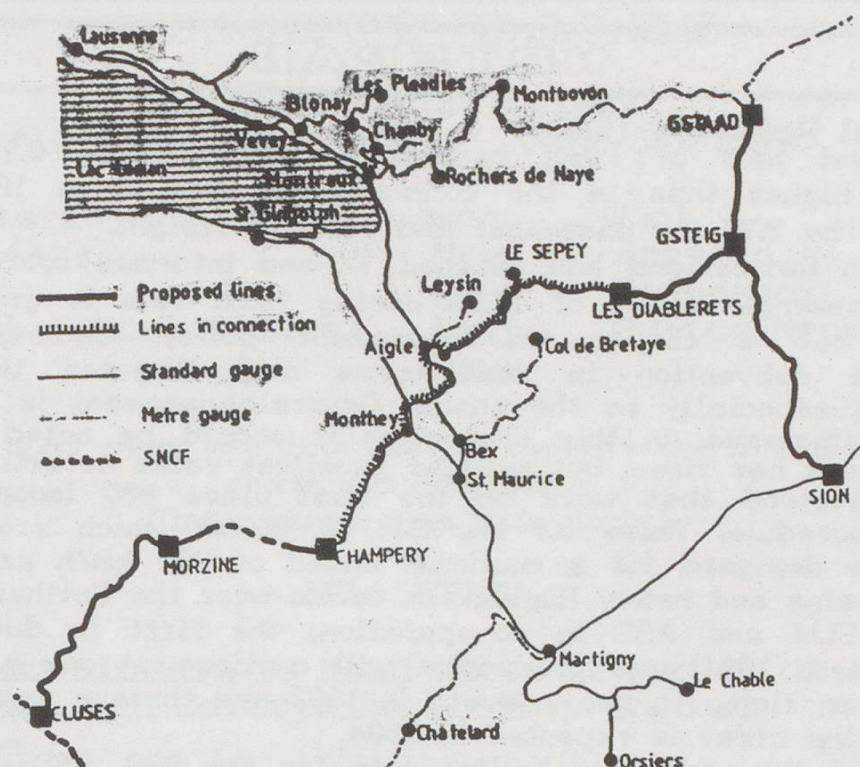 Lausanne
Les Pleadies
Montbovon
Blonay
GSTAAD
Vevey
Chamby
Montreux
Rochers de Naye
St Gingolph
GSTEIG
LE SEPEY
Leysin
Proposed lines
LES DIABLERETS
Lines in connection
Aigle
Col de Bretaye
Standard gauge
Metre gauge
Monthey
SNCF
Bex
St. Maurice
SION
CHAMPERY
MORZINE
Martigny
Le Chable
CLUSES
Châtelard
Orsiers